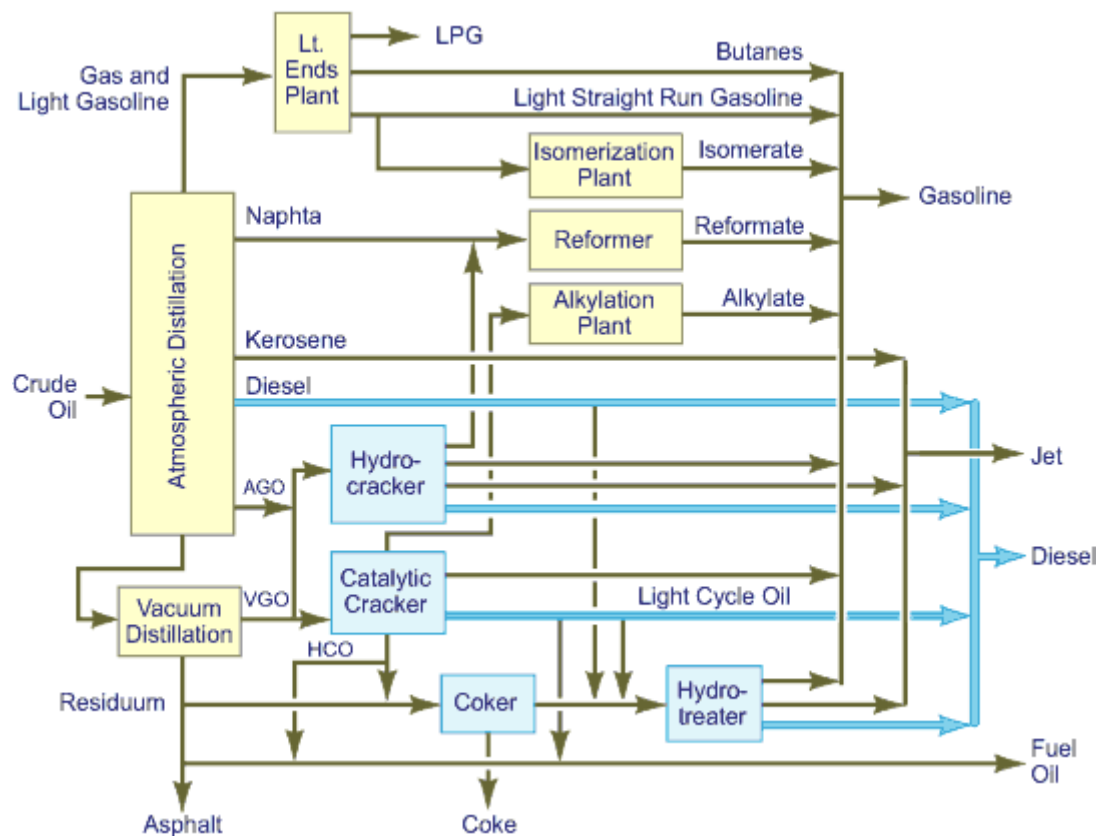 LPG
Lt.
Ends
Plant
Butanes
Gas and
Light Gasoline
Light Straight Run Gasoline
Isomerization
Plant
Isomerate
Naphta
Gasoline
Reformer
Reformate
Alkylation
Plant
Alkylate
Atmospheric Distillation
Kerosene
Crude
Oil
Diesel
Hydro-
cracker
Jet
AGO
Catalytic
Cracker
Diesel
VGO
Light Cycle Oil
Vacuum
Distillation
HCO
Residuum
Coker
Hydro-
treater
Fuel
Oil
Asphalt
Coke